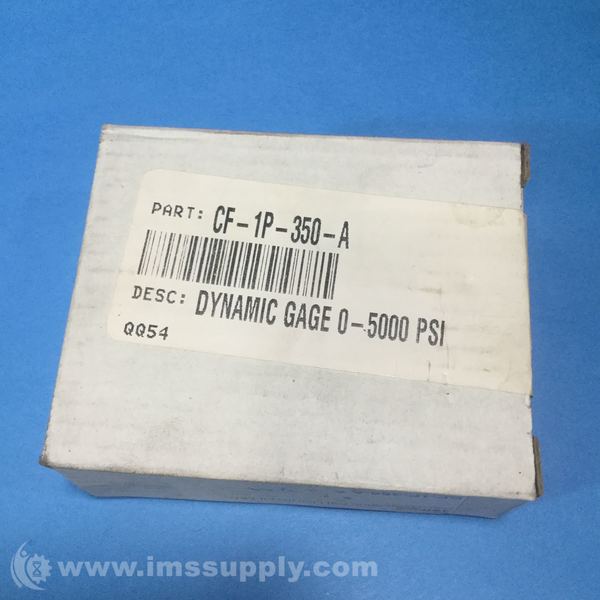 PART: CF-1P-350-A
DESC: DYNAMIC GAGE 0-5000 PSI
QQ54
www.imssupply.com